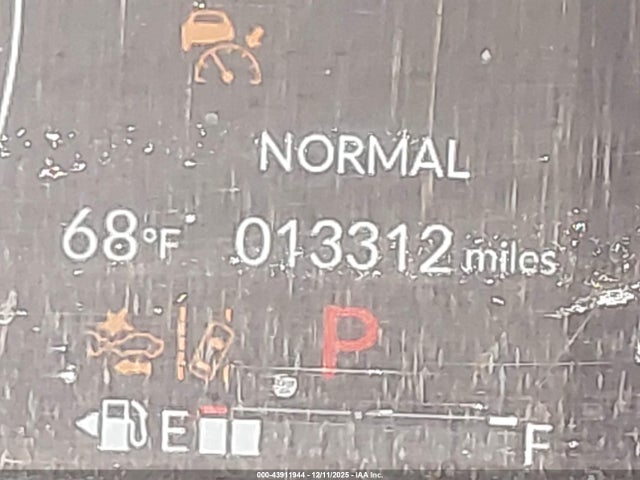 NORMAL
68°F 013312 miles
P
E F
000-43911944 - 12/11/2025 - IAA Inc.